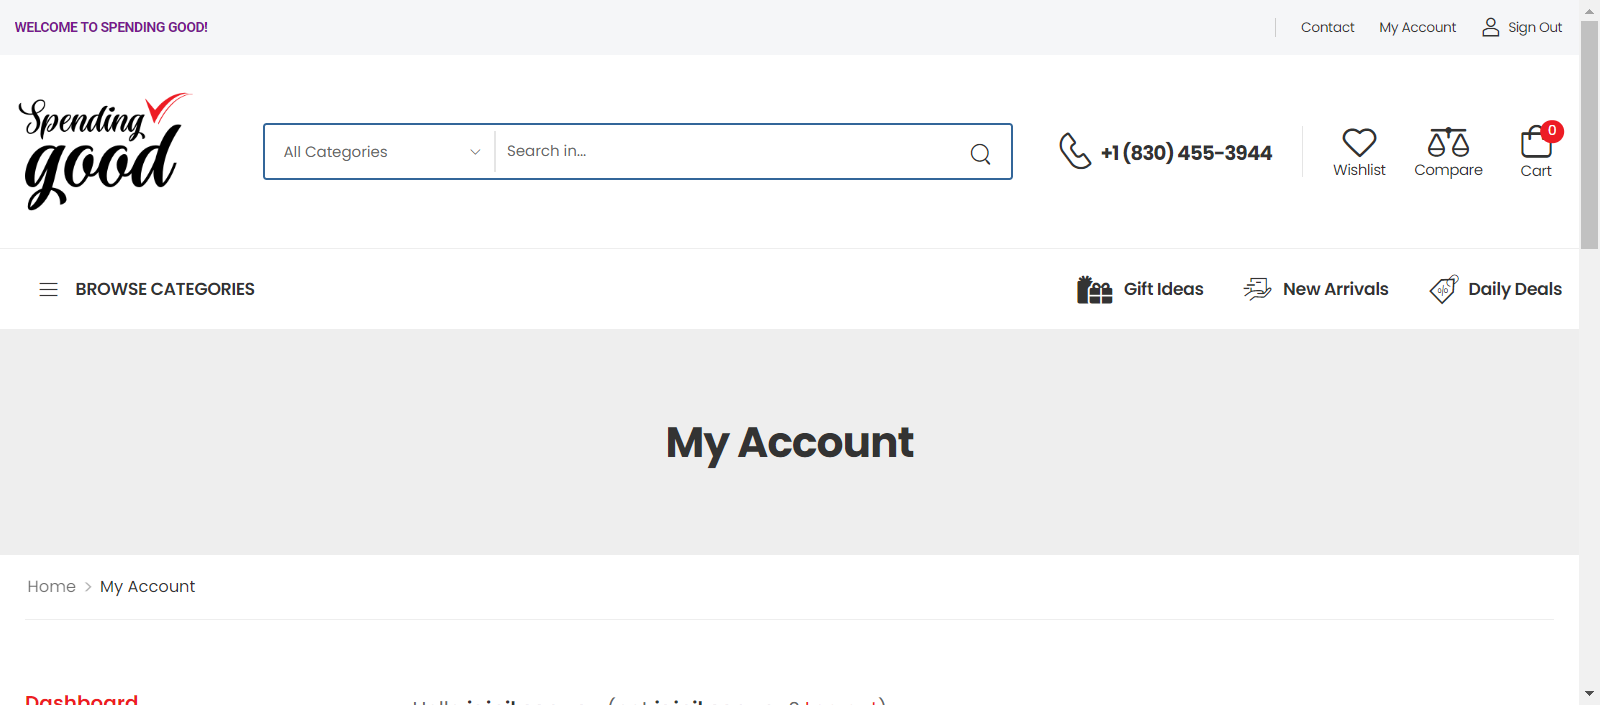 WELCOME TO SPENDING GOOD!
Contact My Account Sign Out
Spending
good
All Categories Search in...
+1 (830) 455-3944
Wishlist Compare 0 Cart
BROWSE CATEGORIES
Gift Ideas % New Arrivals Daily Deals
My Account
Home > My Account
Dashboard
Hello